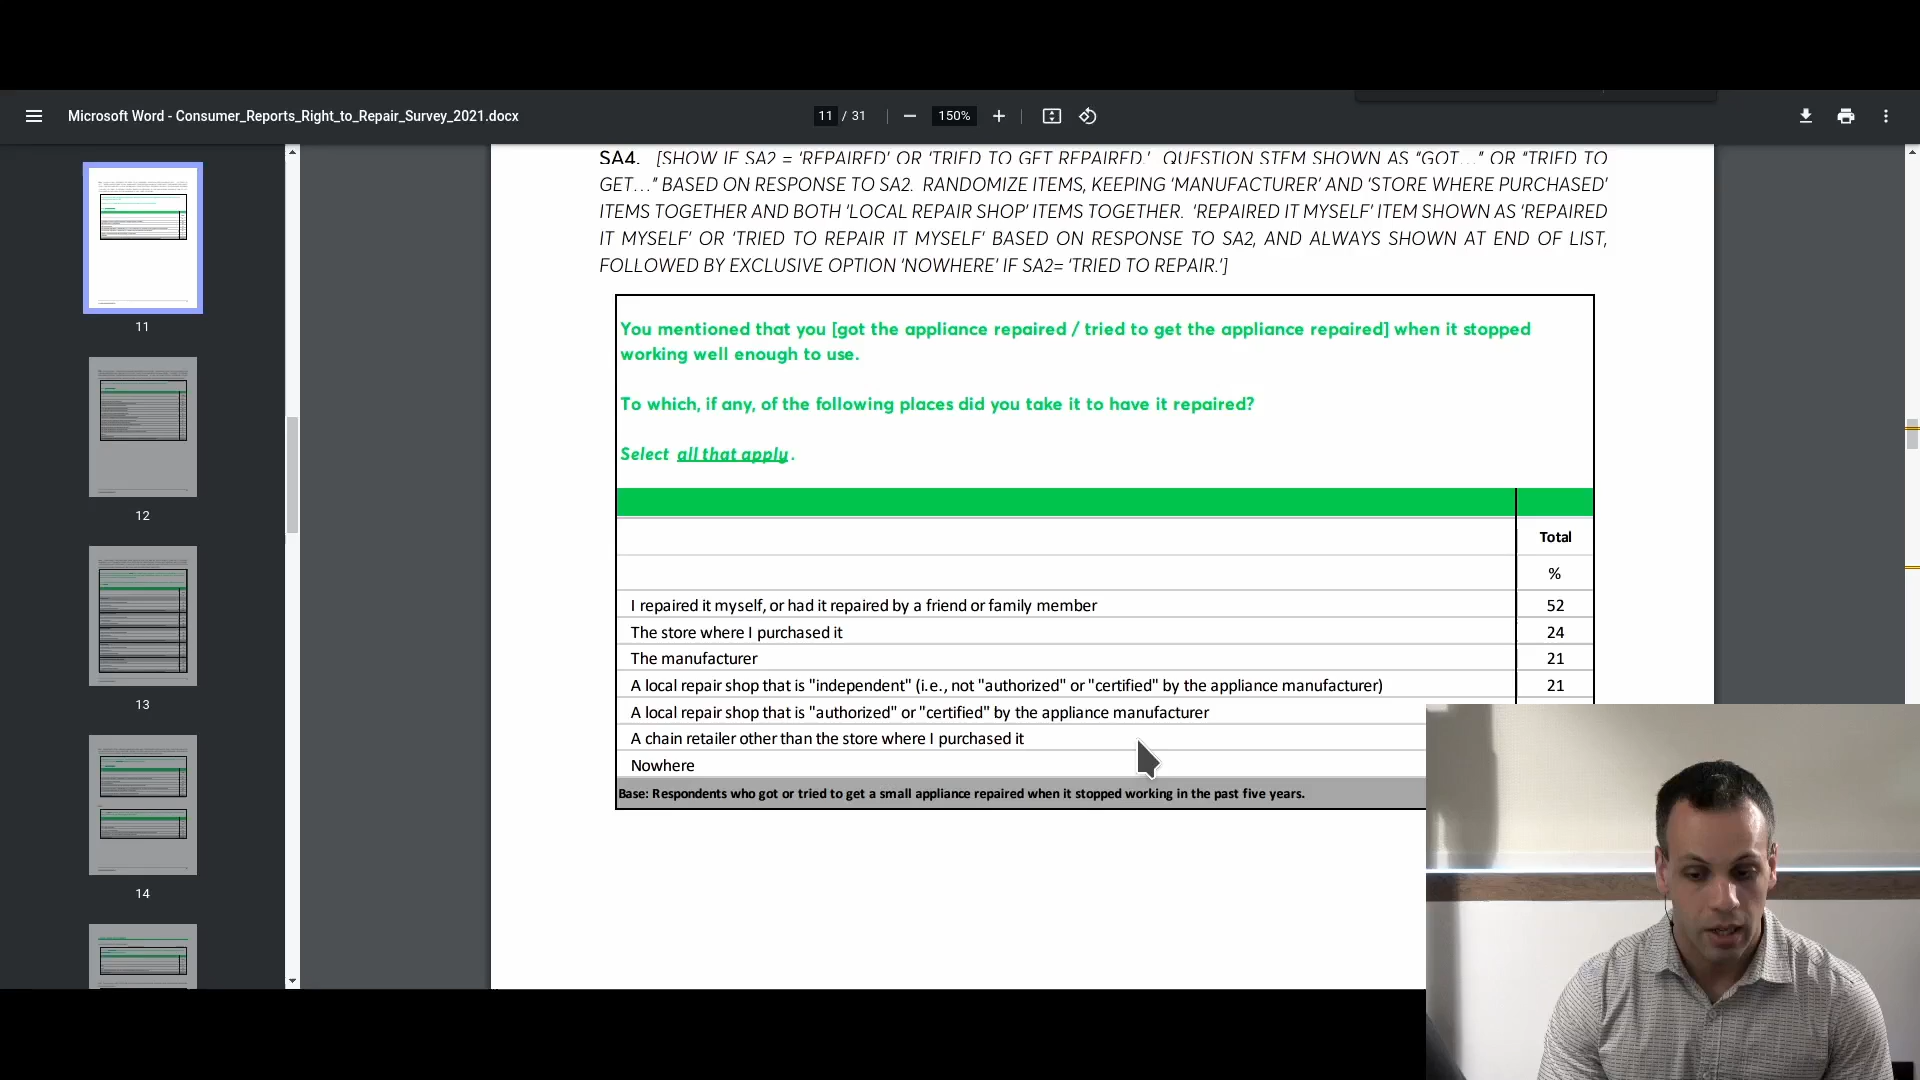 Microsoft Word - Consumer_Reports_Right_to_Repair_Survey_2021.docx
11 / 31
150%
11
12
13
14
SA4. [SHOW IF SA2 = ‘REPAIRED’ OR ‘TRIED TO GET REPAIRED.’ QUESTION STEM SHOWN AS “GOT…” OR “TRIED TO
GET…” BASED ON RESPONSE TO SA2. RANDOMIZE ITEMS, KEEPING ‘MANUFACTURER’ AND ‘STORE WHERE PURCHASED’
ITEMS TOGETHER AND BOTH ‘LOCAL REPAIR SHOP’ ITEMS TOGETHER. ‘REPAIRED IT MYSELF’ ITEM SHOWN AS ‘REPAIRED
IT MYSELF’ OR ‘TRIED TO REPAIR IT MYSELF’ BASED ON RESPONSE TO SA2, AND ALWAYS SHOWN AT END OF LIST,
FOLLOWED BY EXCLUSIVE OPTION ‘NOWHERE’ IF SA2= ‘TRIED TO REPAIR.’]
You mentioned that you [got the appliance repaired / tried to get the appliance repaired] when it stopped
working well enough to use.
To which, if any, of the following places did you take it to have it repaired?
Select all that apply.
Total
%
I repaired it myself, or had it repaired by a friend or family member 52
The store where I purchased it 24
The manufacturer 21
A local repair shop that is "independent" (i.e., not "authorized" or "certified" by the appliance manufacturer) 21
A local repair shop that is "authorized" or "certified" by the appliance manufacturer
A chain retailer other than the store where I purchased it
Nowhere
Base: Respondents who got or tried to get a small appliance repaired when it stopped working in the past five years.